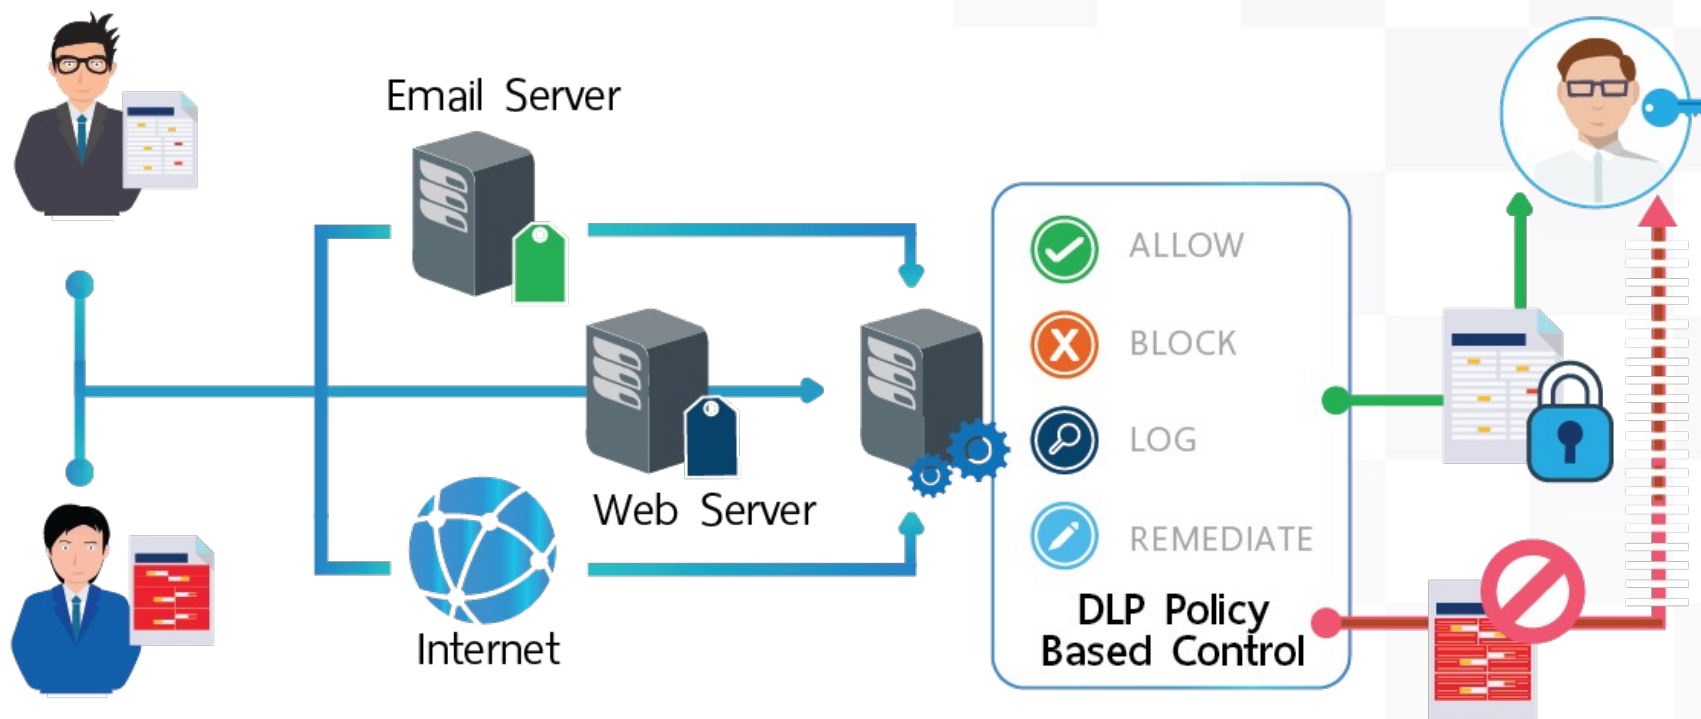 Email Server
Web Server
Internet
ALLOW
BLOCK
LOG
REMEDIATE
DLP Policy
Based Control